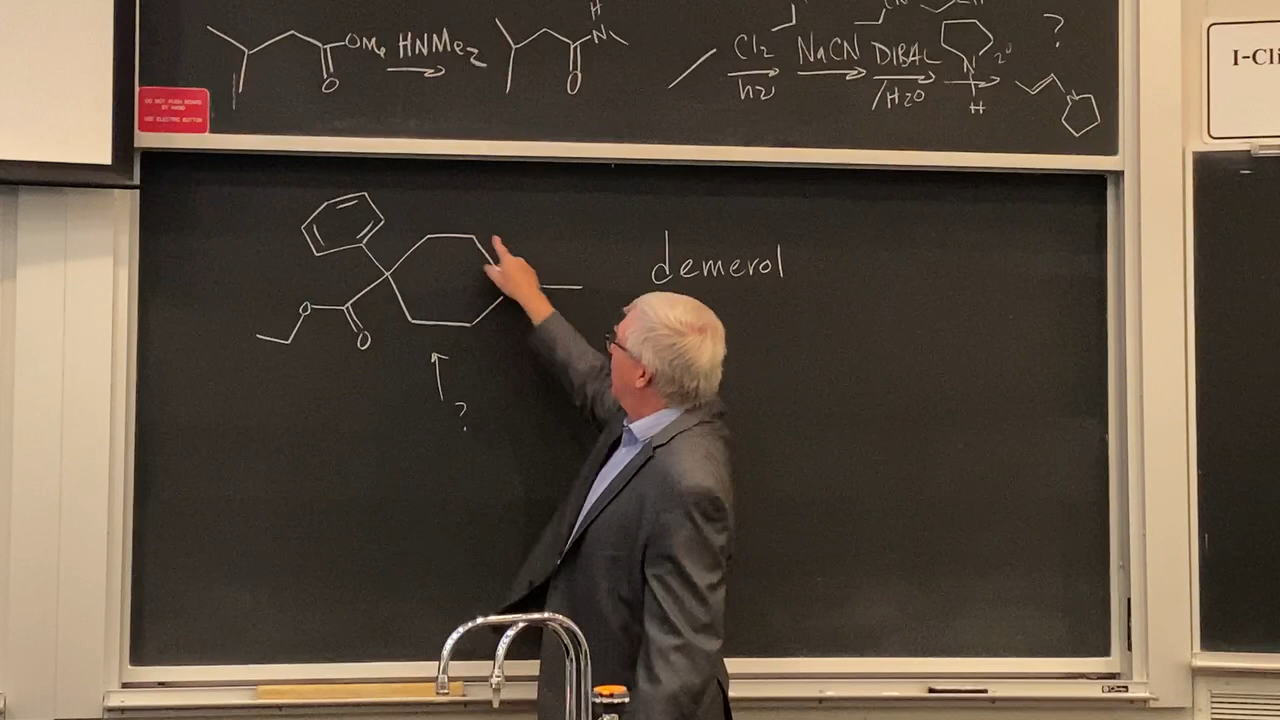 OMe HNMe2 H N O
Cl2 NaCN DIBAL ?
hν /H2O N 2° N
H
DO NOT PUSH BOARD
BY HAND
USE ELECTRIC BUTTON
I-Cli
demerol
O
O
?